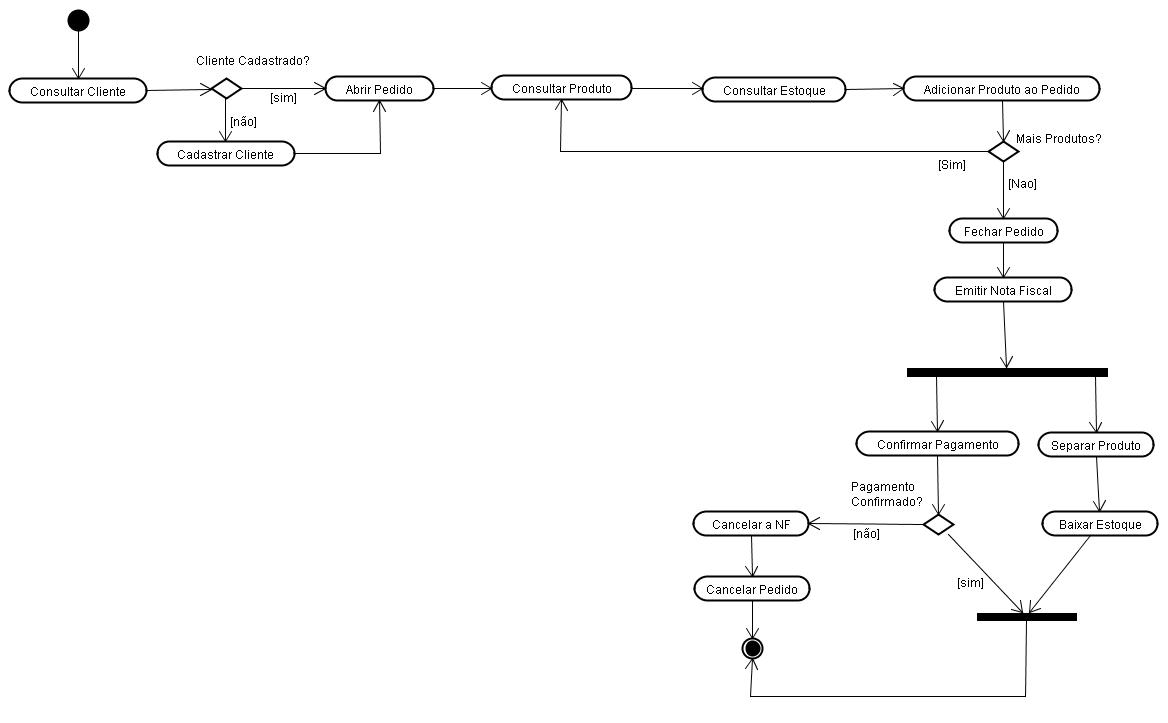 Cliente Cadastrado?
Consultar Cliente
[sim]
Abrir Pedido
Consultar Produto
Consultar Estoque
Adicionar Produto ao Pedido
[não]
Cadastrar Cliente
Mais Produtos?
[Sim]
[Nao]
Fechar Pedido
Emitir Nota Fiscal
Confirmar Pagamento
Separar Produto
Pagamento
Confirmado?
Cancelar a NF
[não]
Baixar Estoque
[sim]
Cancelar Pedido